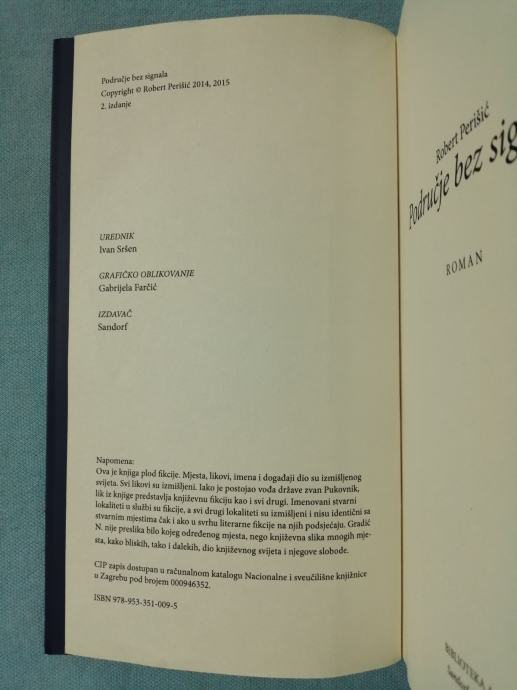 Područje bez signala
Copyright © Robert Perišić 2014, 2015
2. izdanje
UREDNIK
Ivan Sršen
GRAFIČKO OBLIKOVANJE
Gabrijela Farčić
IZDAVAČ
Sandorf
Napomena:
Ova je knjiga plod fikcije. Mjesta, likovi, imena i događaji dio su izmišljenog
svijeta. Svi likovi su izmišljeni. Iako je postojao vođa države zvan Pukovnik,
lik iz knjige predstavlja književnu fikciju kao i svi drugi. Imenovani stvarni
lokaliteti u službi su fikcije, a svi drugi lokaliteti su izmišljeni i nisu identični sa
stvarnim mjestima čak i ako u svrhu literarne fikcije na njih podsjećaju. Gradić
N. nije preslika bilo kojeg određenog mjesta, nego književna slika mnogih mje-
sta, kako bliskih, tako i dalekih, dio književnog svijeta i njegove slobode.
CIP zapis dostupan u računalnom katalogu Nacionalne i sveučilišne knjižnice
u Zagrebu pod brojem 000946352.
ISBN 978-953-351-009-5
Robert Perišić
Područje bez sig
ROMAN
BIBLIOTEKA
Sandorf